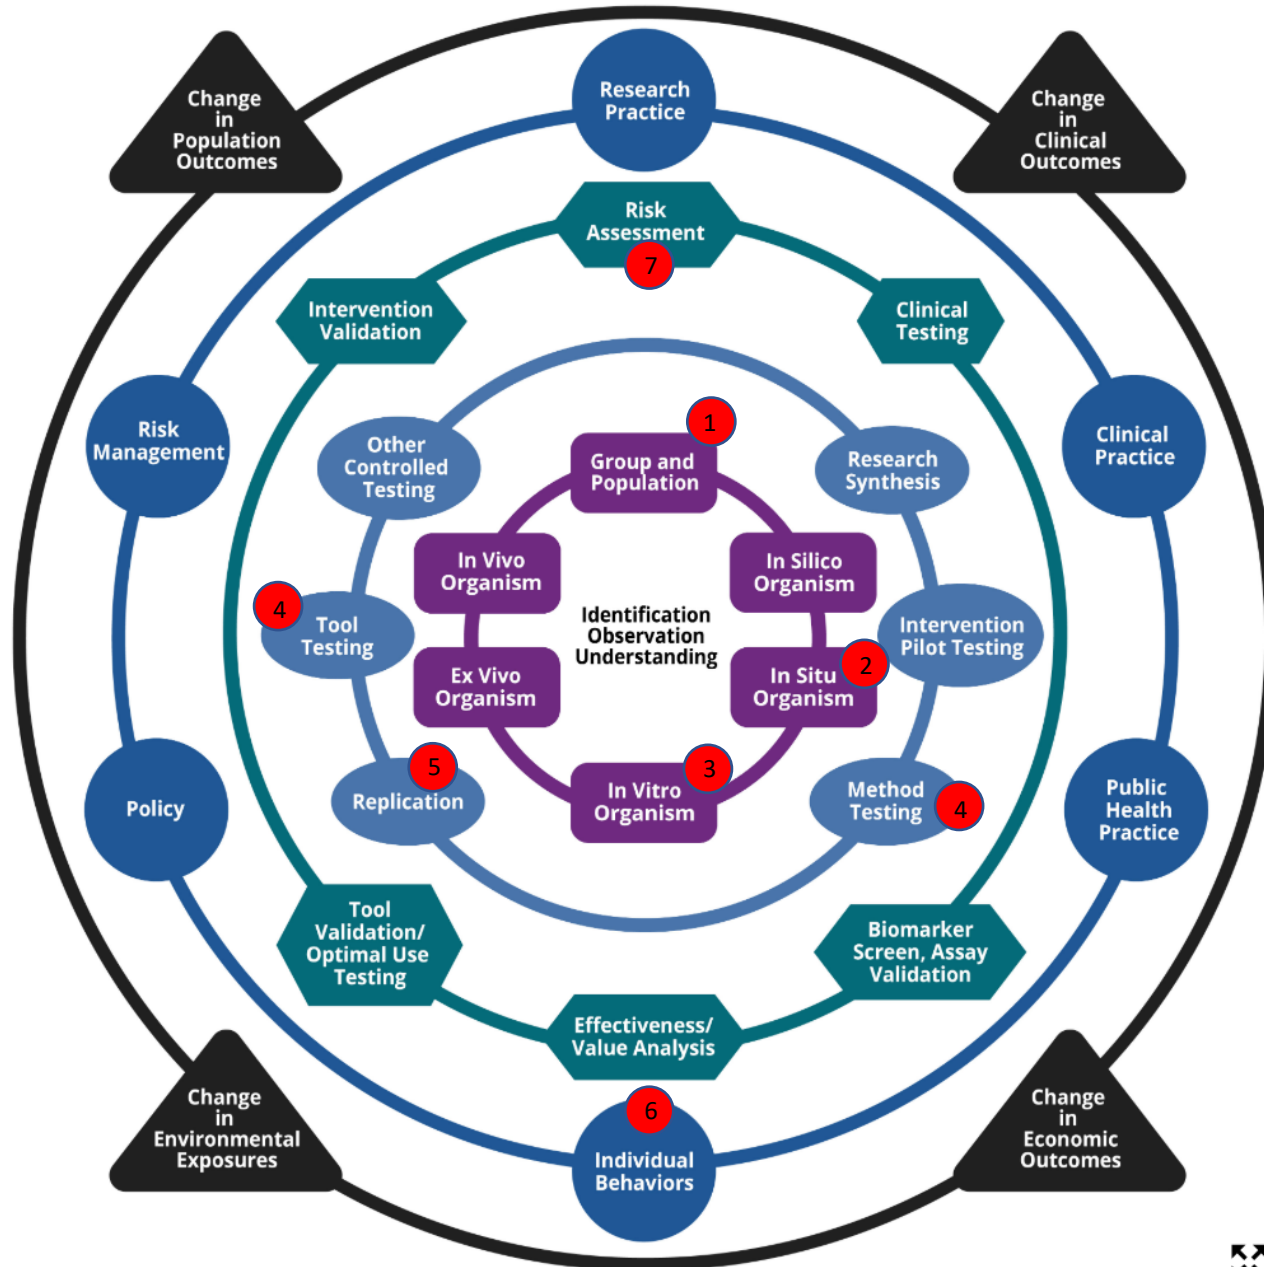 Change
in
Population
Outcomes
Research
Practice
Change
in
Clinical
Outcomes
Risk
Assessment
7
Intervention
Validation
Clinical
Testing
Risk
Management
Other
Controlled
Testing
1
Group and
Population
Research
Synthesis
Clinical
Practice
In Vivo
Organism
In Silico
Organism
4
Tool
Testing
Identification
Observation
Understanding
Intervention
Pilot Testing
Ex Vivo
Organism
2
In Situ
Organism
5
Replication
3
In Vitro
Organism
Method
Testing
4
Policy
Public
Health
Practice
Tool
Validation/
Optimal Use
Testing
Biomarker
Screen, Assay
Validation
Effectiveness/
Value Analysis
6
Individual
Behaviors
Change
in
Environmental
Exposures
Change
in
Economic
Outcomes